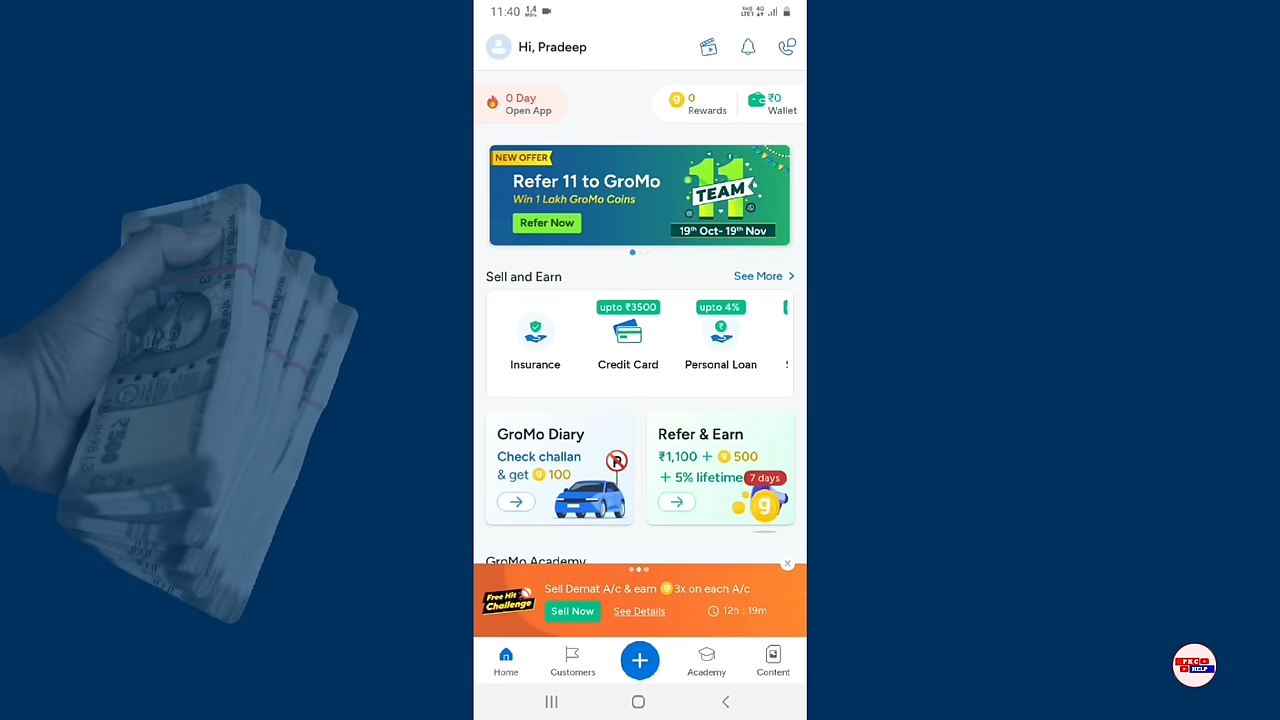 11:40
Hi, Pradeep
0 Day
Open App
0
Rewards
₹0
Wallet
NEW OFFER
Refer 11 to GroMo
Win 1 Lakh GroMo Coins
Refer Now
11
TEAM
19th Oct- 19th Nov
Sell and Earn
See More
upto ₹3500
upto 4%
Insurance
Credit Card
Personal Loan
GroMo Diary
Check challan
& get g 100
Refer & Earn
₹1,100 + g 500
+ 5% lifetime
7 days
GroMo Academy
Free Hit
Challenge
Sell Demat A/c & earn g 3x on each A/c
Sell Now
See Details
12h : 19m
Home
Customers
Academy
Content
PKC
HELP
₹500